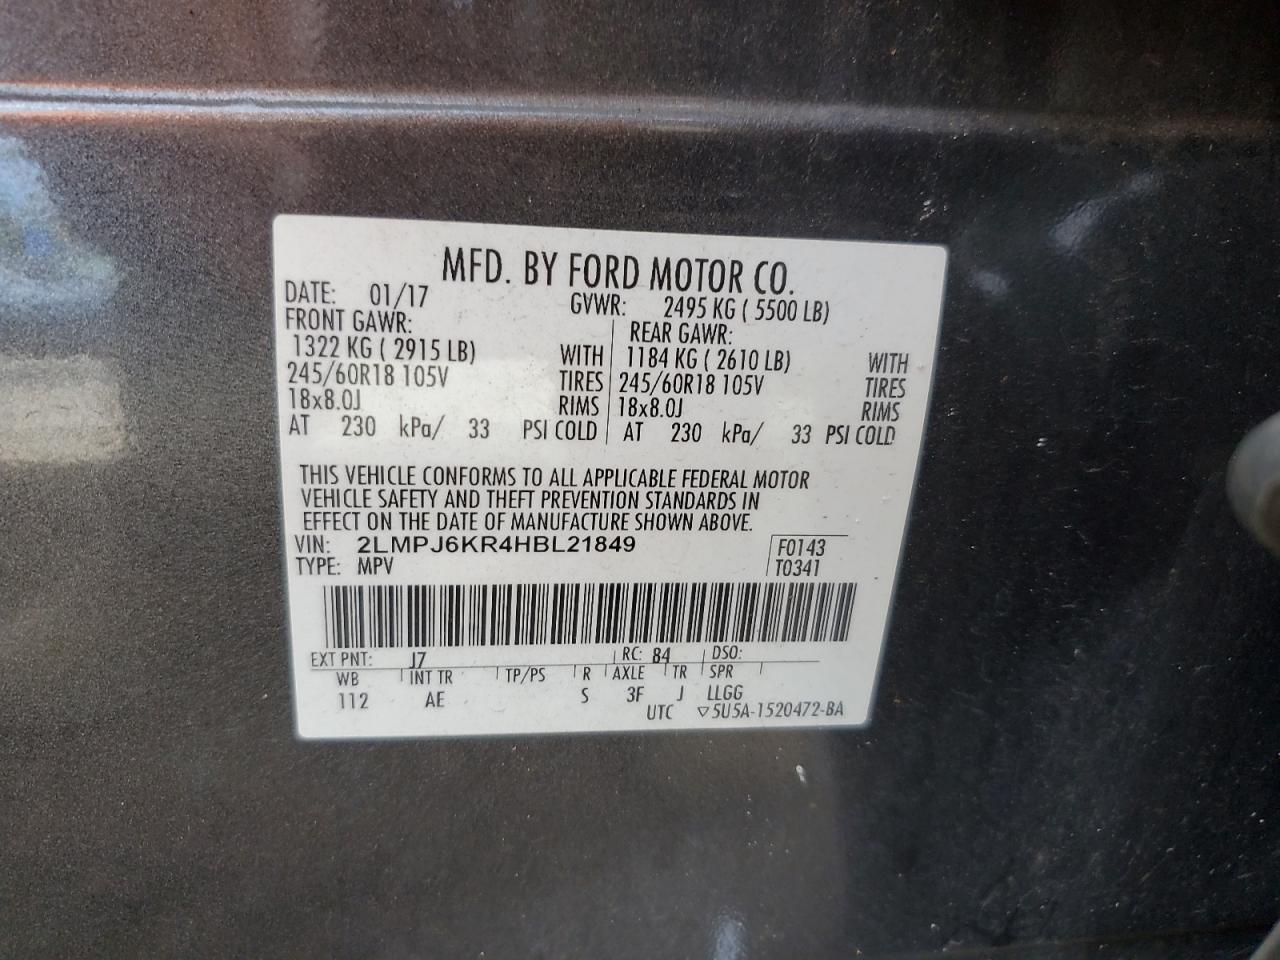 MFD. BY FORD MOTOR CO.
DATE: 01/17 GVWR: 2495 KG ( 5500 LB)
FRONT GAWR: REAR GAWR:
1322 KG ( 2915 LB) WITH 1184 KG ( 2610 LB) WITH
245/60R18 105V TIRES 245/60R18 105V TIRES
18x8.0J RIMS 18x8.0J RIMS
AT 230 kPa/ 33 PSI COLD AT 230 kPa/ 33 PSI COLD
THIS VEHICLE CONFORMS TO ALL APPLICABLE FEDERAL MOTOR
VEHICLE SAFETY AND THEFT PREVENTION STANDARDS IN
EFFECT ON THE DATE OF MANUFACTURE SHOWN ABOVE.
VIN: 2LMPJ6KR4HBL21849 F0143
TYPE: MPV T0341
EXT PNT: J7 RC: 84 DSO:
WB INT TR TP/PS R AXLE TR SPR
112 AE S 3F J LLGG
UTC ▽5U5A-1520472-BA